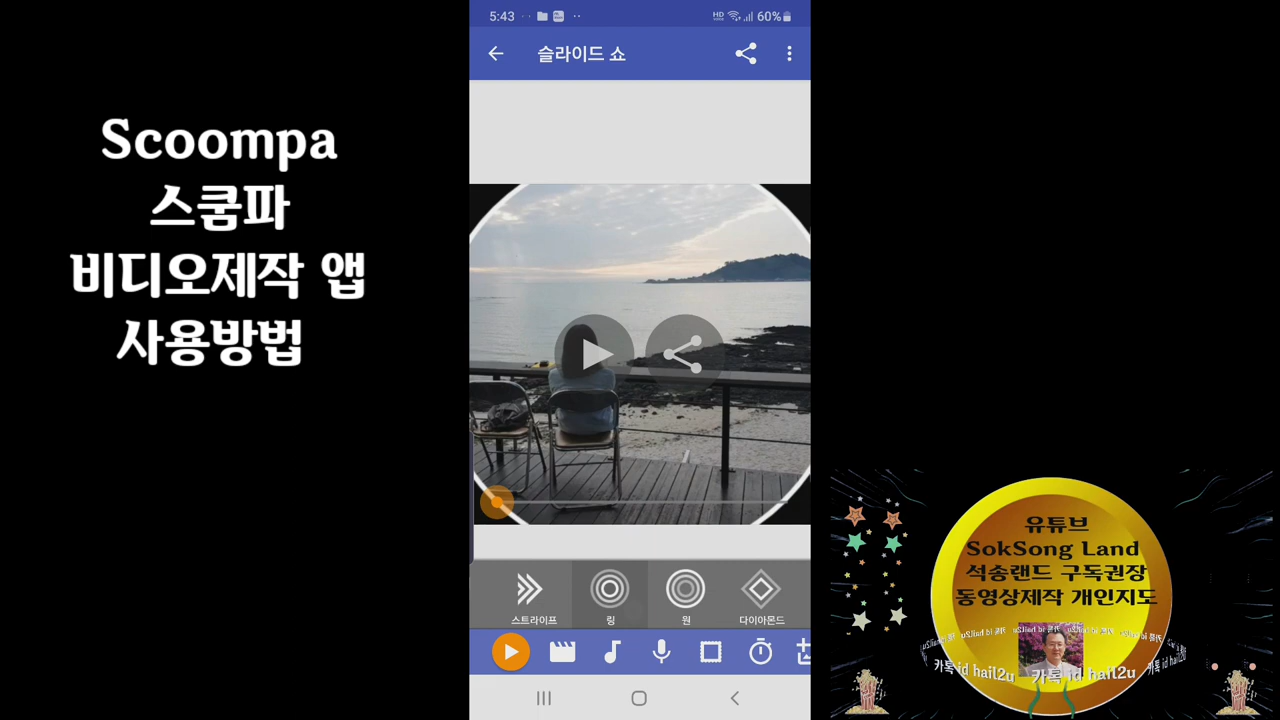 Scoompa
스쿰파
비디오제작 앱
사용방법
5:43
60%
슬라이드 쇼
스트라이프
링
원
다이아몬드
유튜브
SokSong Land
석송랜드 구독권장
동영상제작 개인지도
카톡 id hail2u
카톡 id hail2u